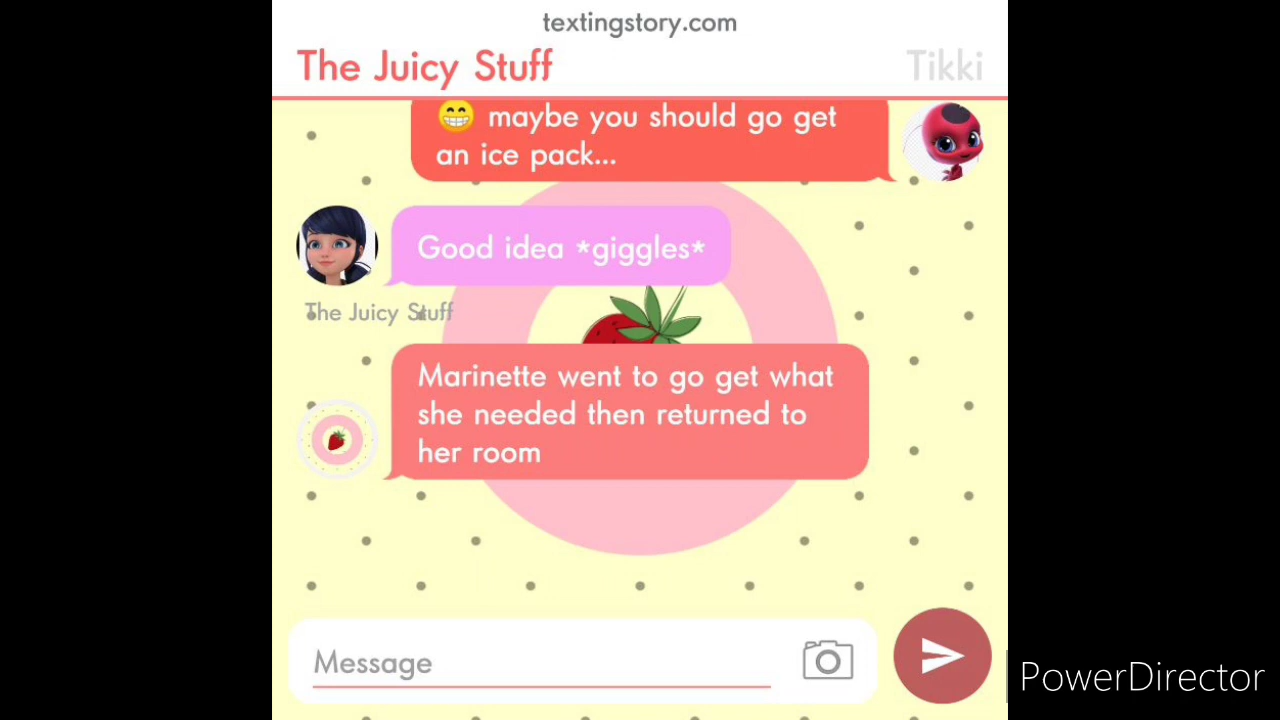 textingstory.com
The Juicy Stuff
Tikki
😁 maybe you should go get
an ice pack...
Good idea *giggles*
The Juicy Stuff
Marinette went to go get what
she needed then returned to
her room
Message
PowerDirector